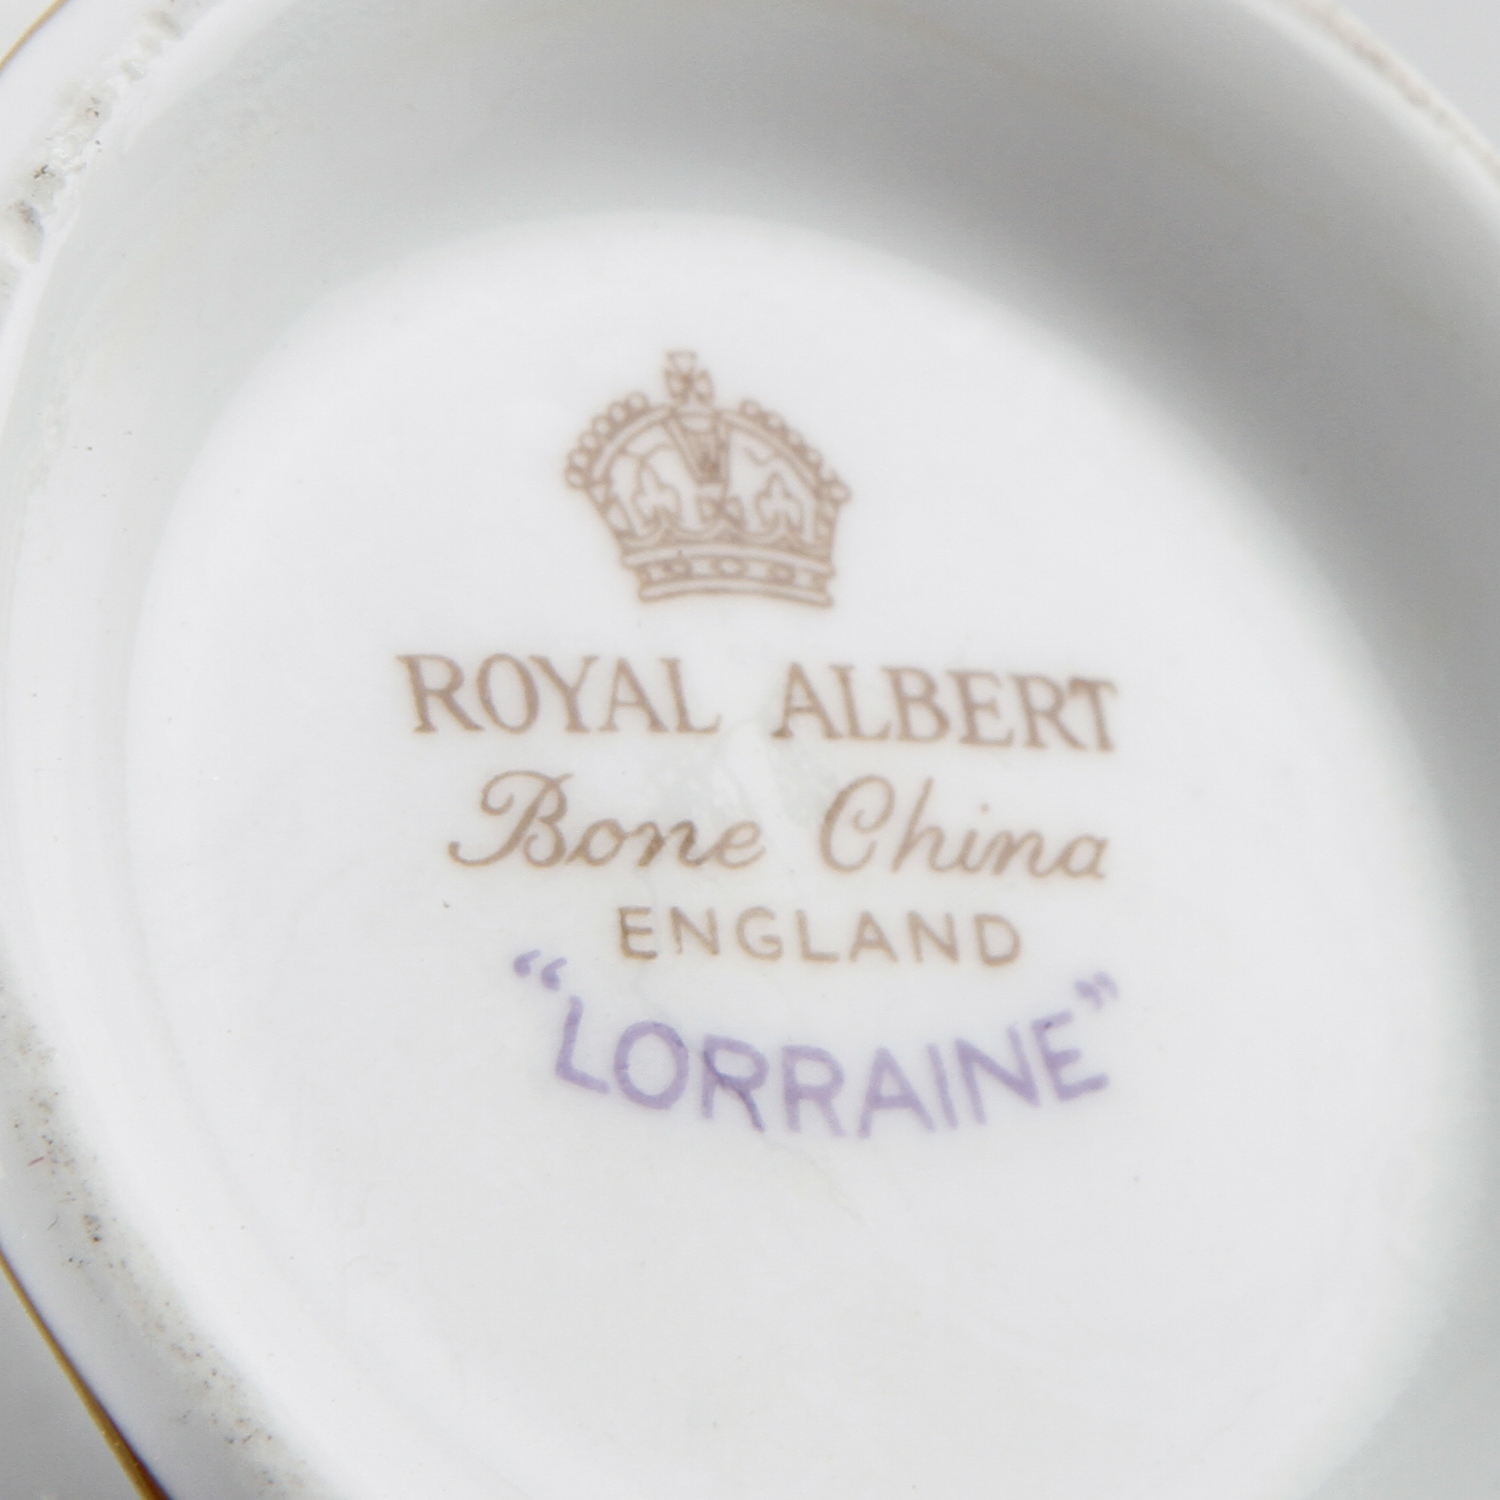 ROYAL ALBERT
Bone China
ENGLAND
“LORRAINE”